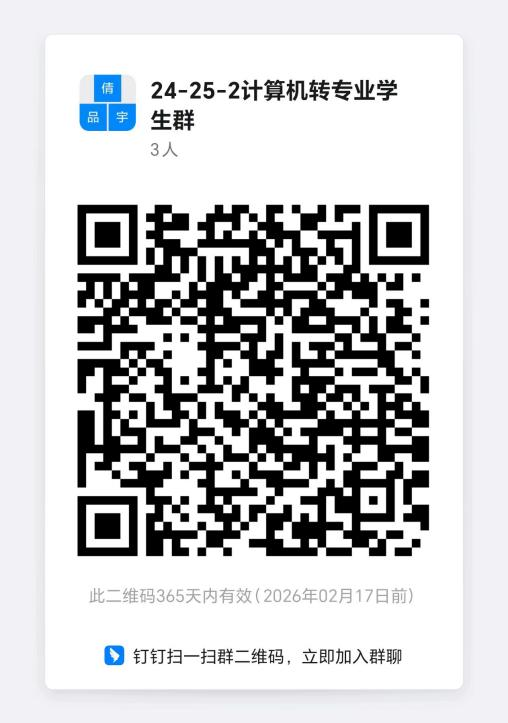 倩
品 宇
24-25-2计算机转专业学
生群
3人
此二维码365天内有效(2026年02月17日前)
钉钉扫一扫群二维码，立即加入群聊